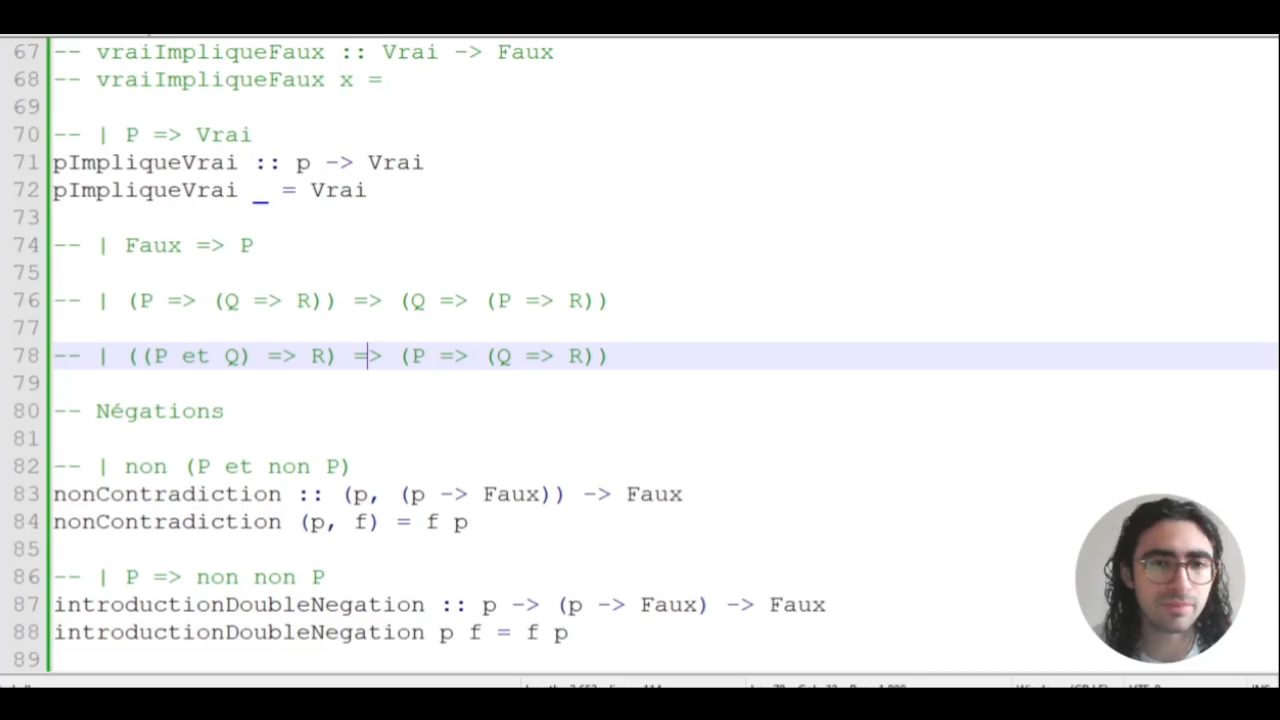 67 -- vraiImpliqueFaux :: Vrai -> Faux
68 -- vraiImpliqueFaux x =
69
70 -- | P => Vrai
71 pImpliqueVrai :: p -> Vrai
72 pImpliqueVrai _ = Vrai
73
74 -- | Faux => P
75
76 -- | (P => (Q => R)) => (Q => (P => R))
77
78 -- | ((P et Q) => R) => (P => (Q => R))
79
80 -- Négations
81
82 -- | non (P et non P)
83 nonContradiction :: (p, (p -> Faux)) -> Faux
84 nonContradiction (p, f) = f p
85
86 -- | P => non non P
87 introductionDoubleNegation :: p -> (p -> Faux) -> Faux
88 introductionDoubleNegation p f = f p
89